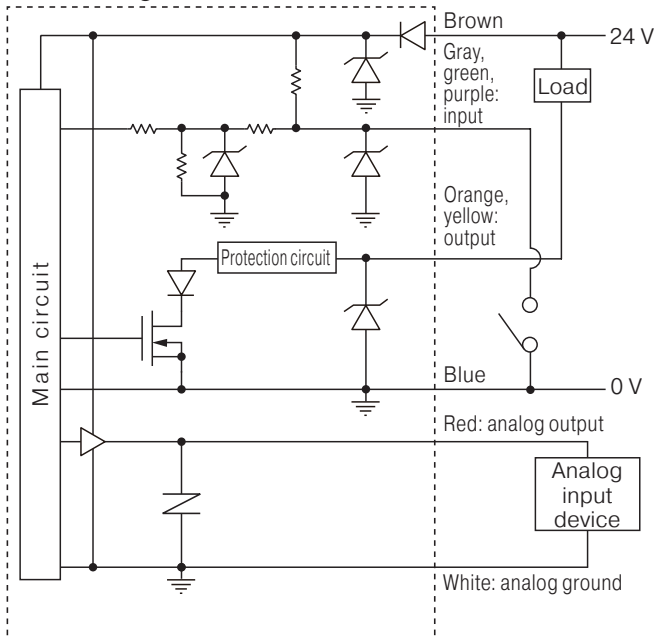 Brown
24 V
Gray,
green,
purple:
input
Load
Orange,
yellow:
output
Protection circuit
Main circuit
Blue
0 V
Red: analog output
Analog
input
device
White: analog ground